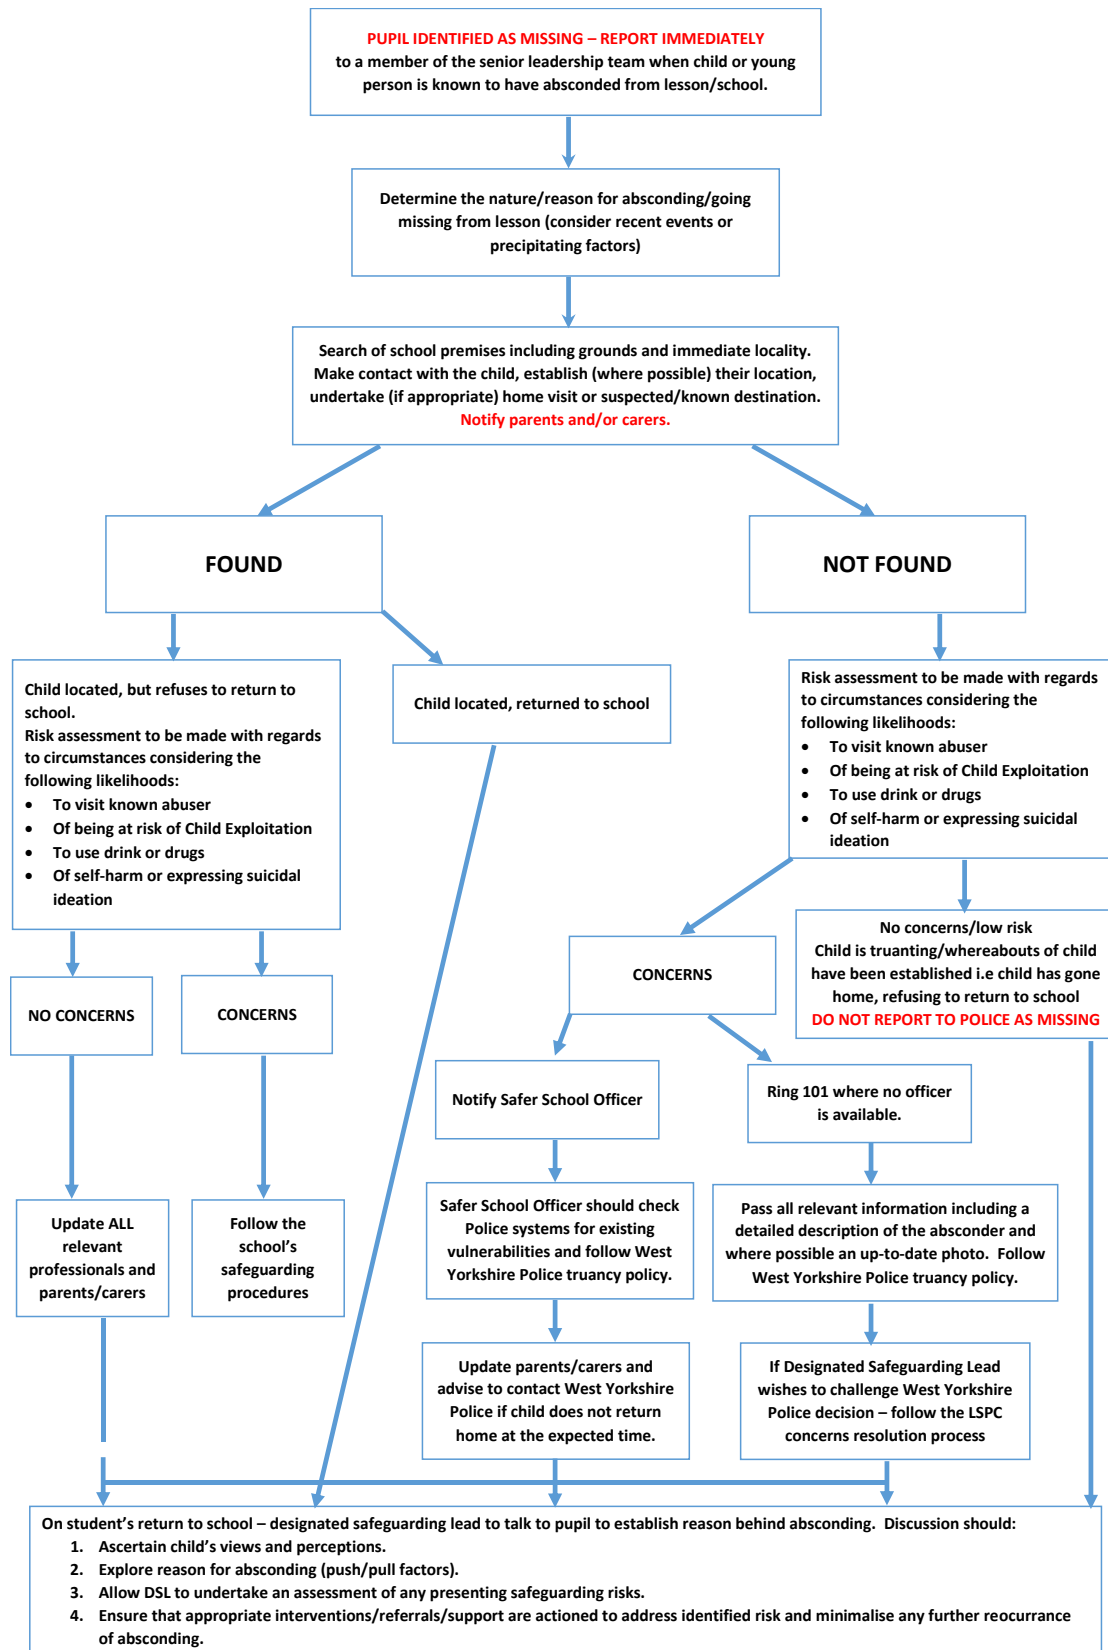 PUPIL IDENTIFIED AS MISSING – REPORT IMMEDIATELY
to a member of the senior leadership team when child or young
person is known to have absconded from lesson/school.
Determine the nature/reason for absconding/going
missing from lesson (consider recent events or
precipitating factors)
Search of school premises including grounds and immediate locality.
Make contact with the child, establish (where possible) their location,
undertake (if appropriate) home visit or suspected/known destination.
Notify parents and/or carers.
FOUND
NOT FOUND
Child located, but refuses to return to
school.
Risk assessment to be made with regards
to circumstances considering the
following likelihoods:
• To visit known abuser
• Of being at risk of Child Exploitation
• To use drink or drugs
• Of self-harm or expressing suicidal
ideation
Child located, returned to school
Risk assessment to be made with regards
to circumstances considering the
following likelihoods:
• To visit known abuser
• Of being at risk of Child Exploitation
• To use drink or drugs
• Of self-harm or expressing suicidal
ideation
NO CONCERNS
CONCERNS
CONCERNS
No concerns/low risk
Child is truanting/whereabouts of child
have been established i.e child has gone
home, refusing to return to school
DO NOT REPORT TO POLICE AS MISSING
Notify Safer School Officer
Ring 101 where no officer
is available.
Update ALL
relevant
professionals and
parents/carers
Follow the
school’s
safeguarding
procedures
Safer School Officer should check
Police systems for existing
vulnerabilities and follow West
Yorkshire Police truancy policy.
Pass all relevant information including a
detailed description of the absconder and
where possible an up-to-date photo.  Follow
West Yorkshire Police truancy policy.
Update parents/carers and
advise to contact West Yorkshire
Police if child does not return
home at the expected time.
If Designated Safeguarding Lead
wishes to challenge West Yorkshire
Police decision – follow the LSPC
concerns resolution process
On student’s return to school – designated safeguarding lead to talk to pupil to establish reason behind absconding.  Discussion should:
1. Ascertain child’s views and perceptions.
2. Explore reason for absconding (push/pull factors).
3. Allow DSL to undertake an assessment of any presenting safeguarding risks.
4. Ensure that appropriate interventions/referrals/support are actioned to address identified risk and minimalise any further reocurrance
of absconding.